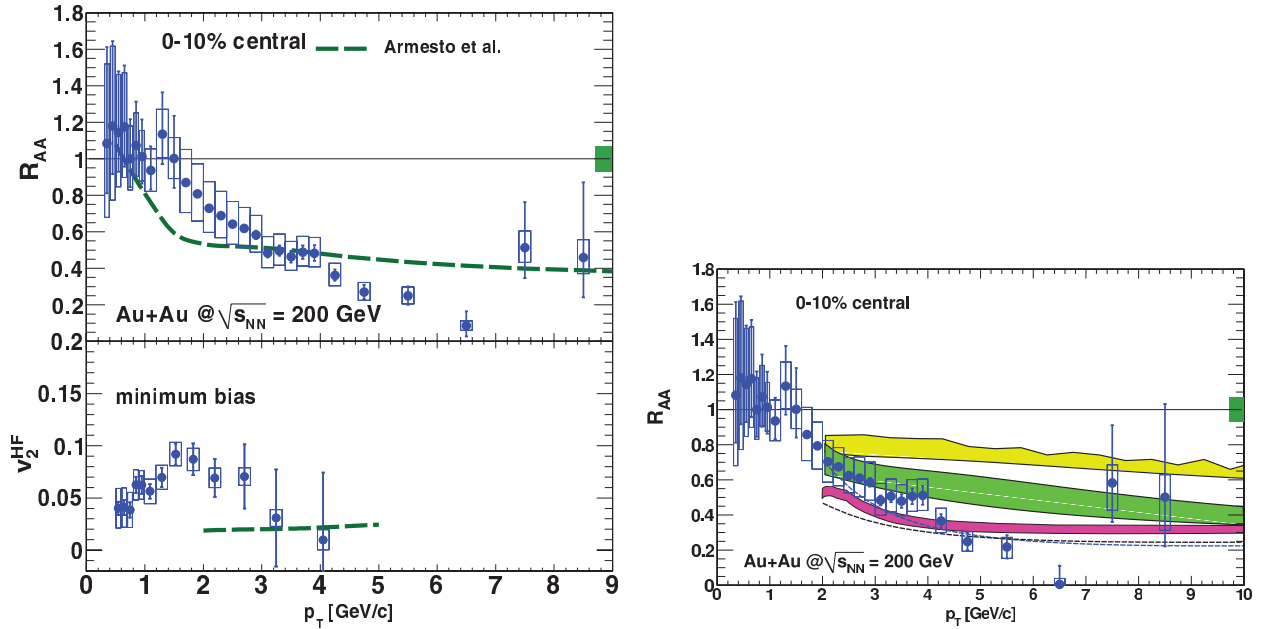 1.8
1.6
1.4
1.2
1
0.8
0.6
0.4
0.2
R_AA
0-10% central
Armesto et al.
Au+Au @ √s_NN = 200 GeV
0.2
0.15
0.1
0.05
0
v_2^HF
minimum bias
0 1 2 3 4 5 6 7 8 9
p_T [GeV/c]
1.8
1.6
1.4
1.2
1
0.8
0.6
0.4
0.2
0
R_AA
0-10% central
Au+Au @ √s_NN = 200 GeV
0 1 2 3 4 5 6 7 8 9 10
p_T [GeV/c]